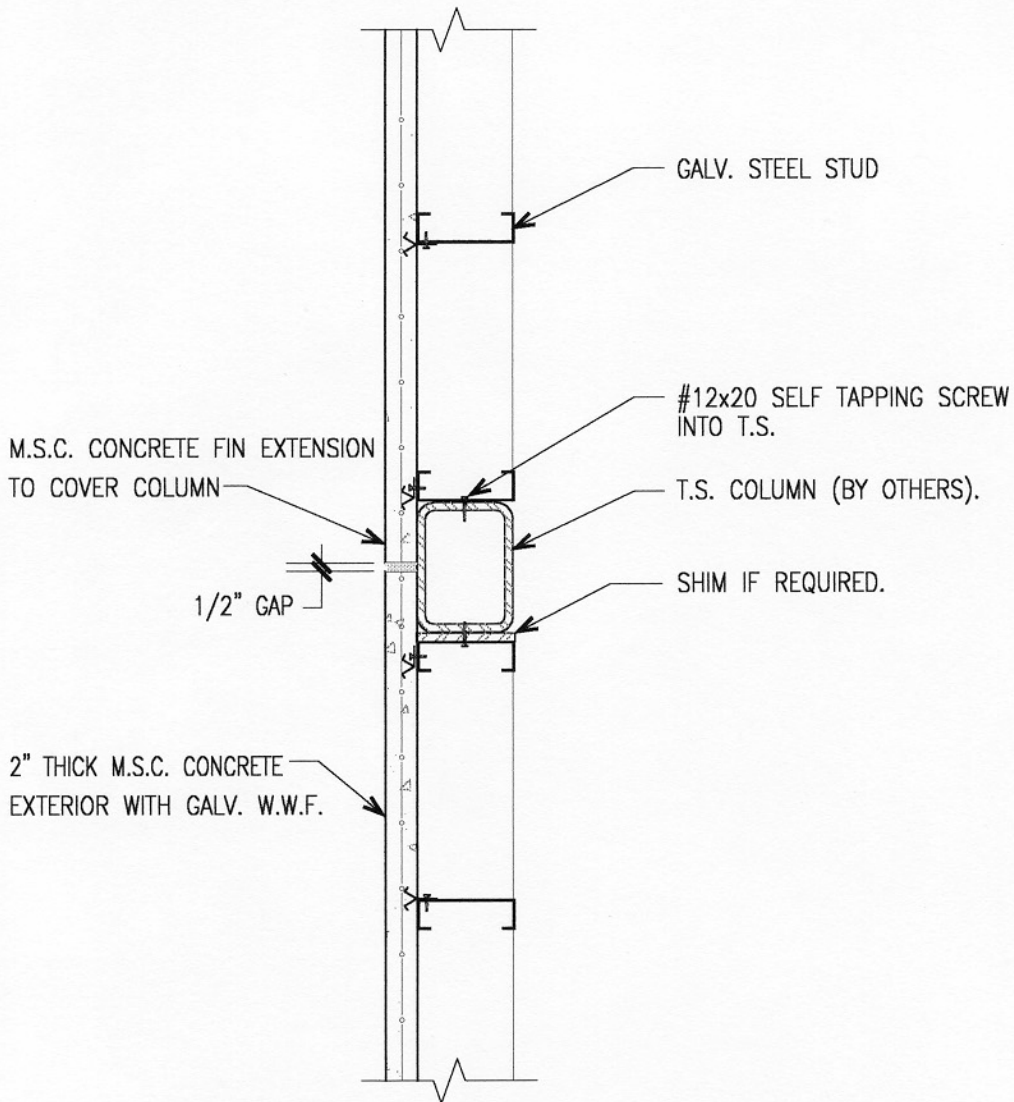 GALV. STEEL STUD
#12x20 SELF TAPPING SCREW
INTO T.S.
M.S.C. CONCRETE FIN EXTENSION
TO COVER COLUMN
T.S. COLUMN (BY OTHERS).
SHIM IF REQUIRED.
1/2" GAP
2" THICK M.S.C. CONCRETE
EXTERIOR WITH GALV. W.W.F.